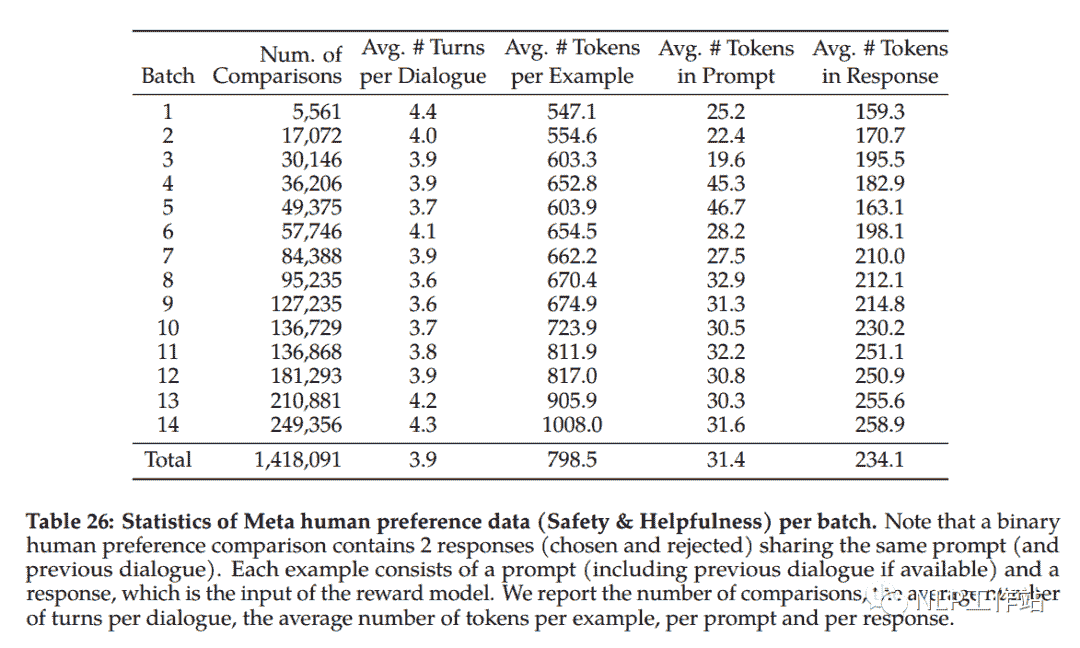 Batch Num. of Comparisons Avg. # Turns per Dialogue Avg. # Tokens per Example Avg. # Tokens in Prompt Avg. # Tokens in Response
1 5,561 4.4 547.1 25.2 159.3
2 17,072 4.0 554.6 22.4 170.7
3 30,146 3.9 603.3 19.6 195.5
4 36,206 3.9 652.8 45.3 182.9
5 49,375 3.7 603.9 46.7 163.1
6 57,746 4.1 654.5 28.2 198.1
7 84,388 3.9 662.2 27.5 210.0
8 95,235 3.6 670.4 32.9 212.1
9 127,235 3.6 674.9 31.3 214.8
10 136,729 3.7 723.9 30.5 230.2
11 136,868 3.8 811.9 32.2 251.1
12 181,293 3.9 817.0 30.8 250.9
13 210,881 4.2 905.9 30.3 255.6
14 249,356 4.3 1008.0 31.6 258.9
Total 1,418,091 3.9 798.5 31.4 234.1
Table 26: Statistics of Meta human preference data (Safety & Helpfulness) per batch. Note that a binary
human preference comparison contains 2 responses (chosen and rejected) sharing the same prompt (and
previous dialogue). Each example consists of a prompt (including previous dialogue if available) and a
response, which is the input of the reward model. We report the number of comparisons, the average number
of turns per dialogue, the average number of tokens per example, per prompt and per response.
NLP工作站